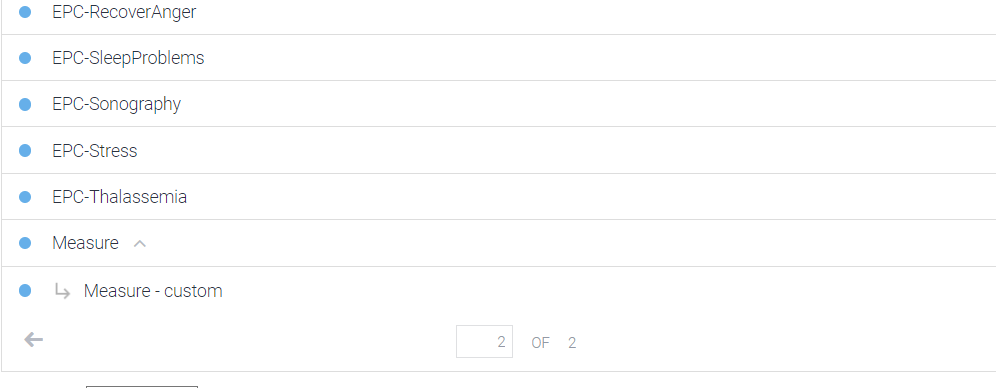 EPC-RecoverAnger
EPC-SleepProblems
EPC-Sonography
EPC-Stress
EPC-Thalassemia
Measure
Measure - custom
2 OF 2